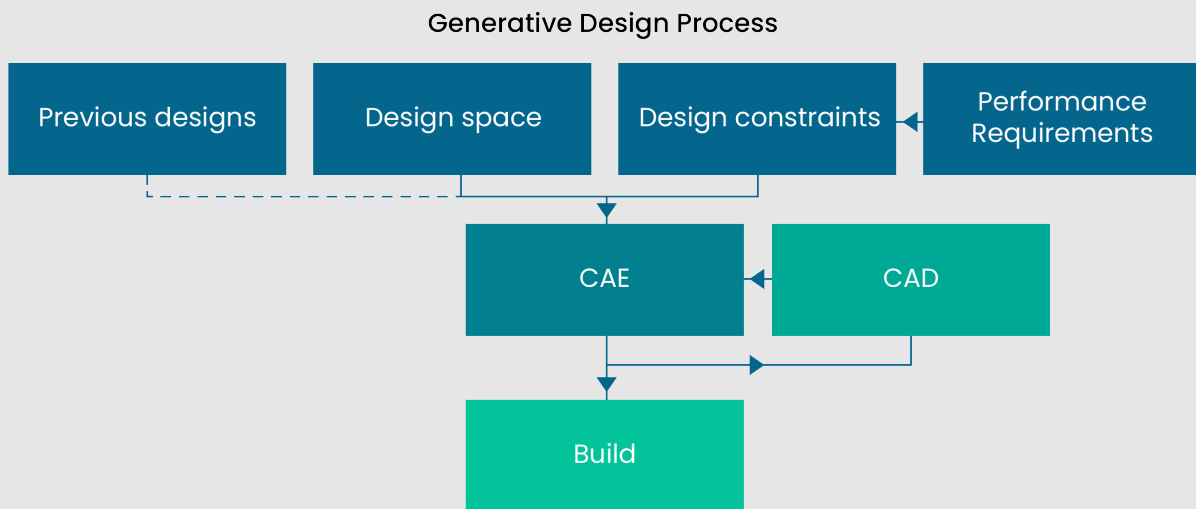 Generative Design Process
Previous designs
Design space
Design constraints
Performance
Requirements
CAE
CAD
Build